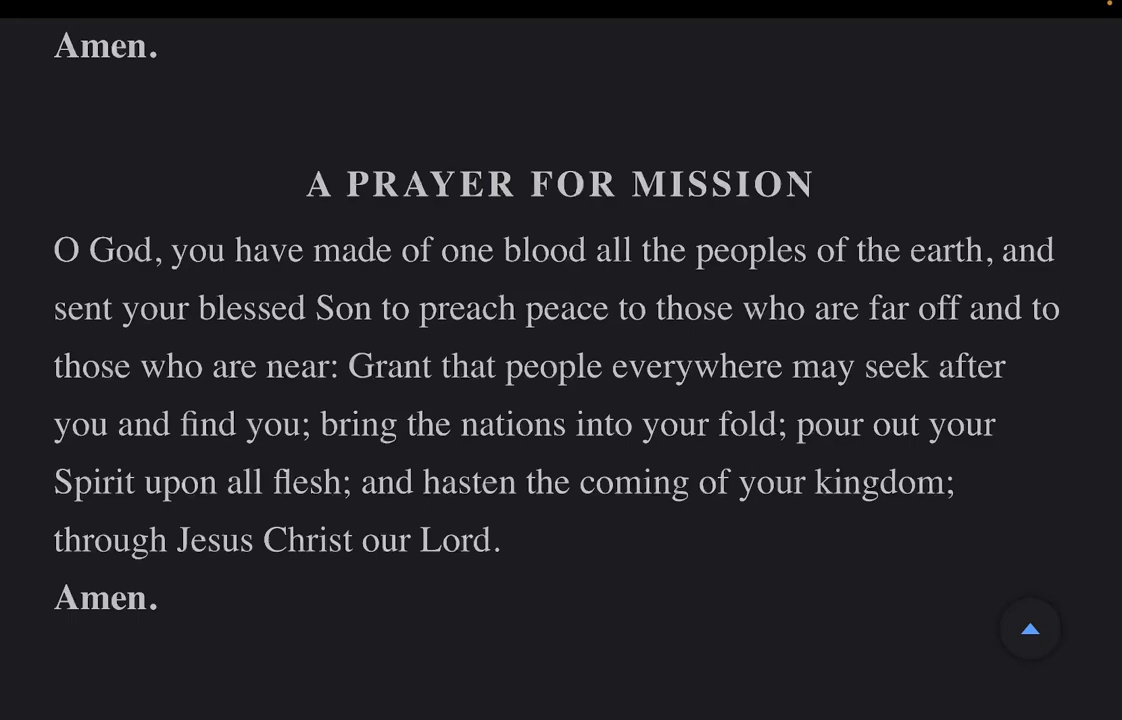 Amen.
A PRAYER FOR MISSION
O God, you have made of one blood all the peoples of the earth, and
sent your blessed Son to preach peace to those who are far off and to
those who are near: Grant that people everywhere may seek after
you and find you; bring the nations into your fold; pour out your
Spirit upon all flesh; and hasten the coming of your kingdom;
through Jesus Christ our Lord.
Amen.